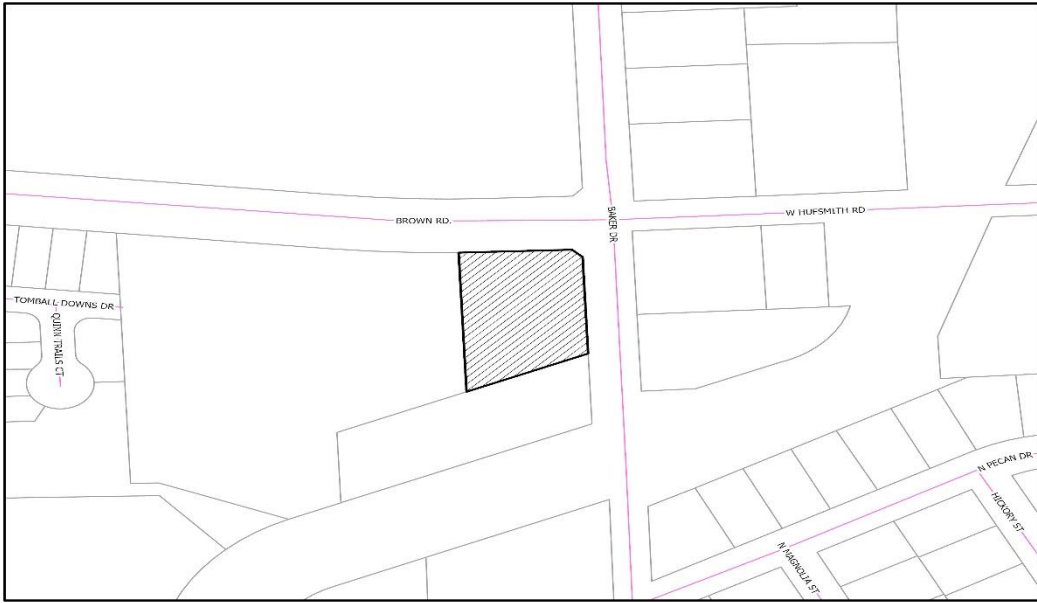 BROWN RD.
W HUFSMITH RD
BAKER DR
TOMBALL DOWNS DR
QUINN TRAILS CT
N PECAN DR
HICKORY ST
N MAGNOLIA ST